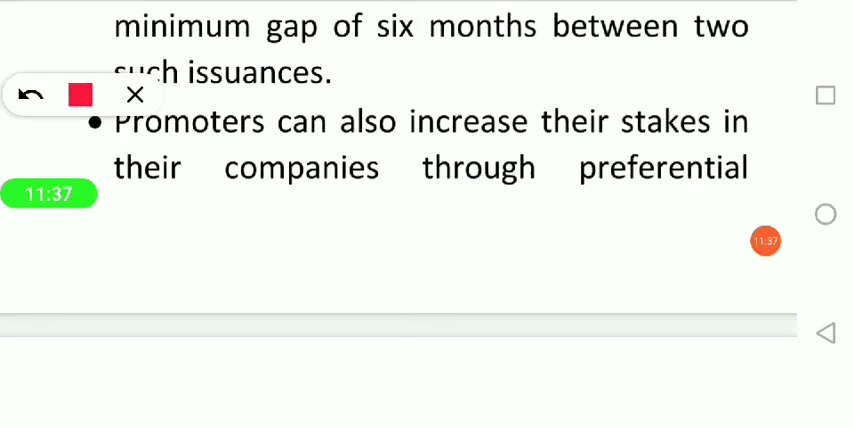 minimum gap of six months between two
such issuances.
• Promoters can also increase their stakes in
their companies through preferential
11:37
11:37